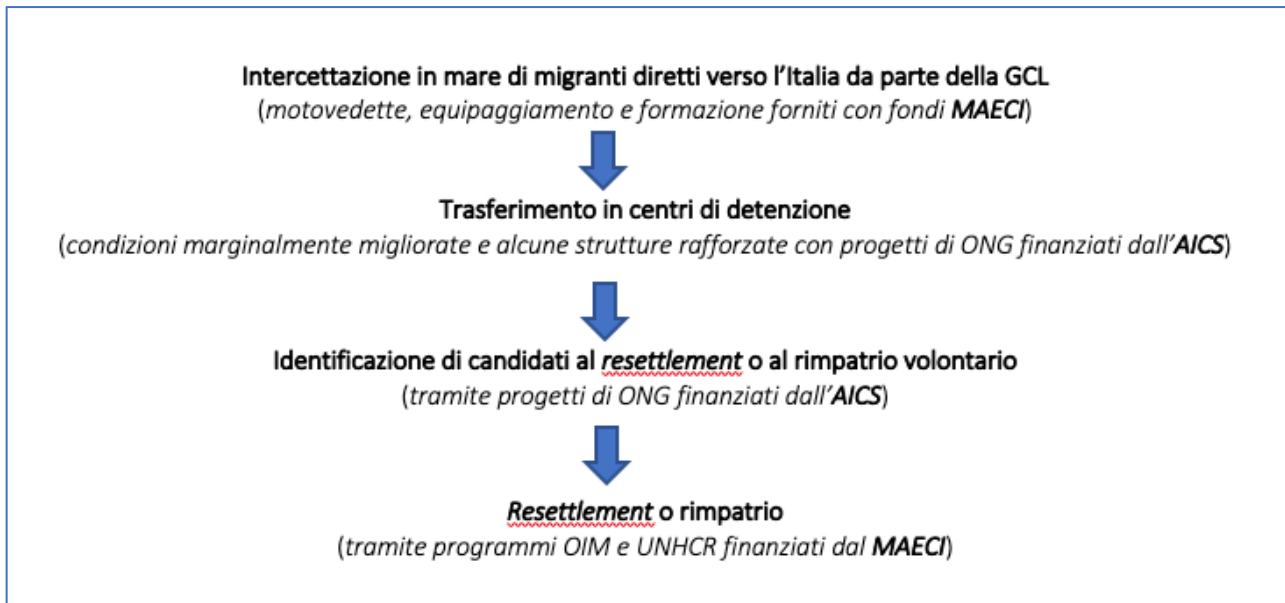 Intercettazione in mare di migranti diretti verso l'Italia da parte della GCL
(motovedette, equipaggiamento e formazione forniti con fondi MAECI)
Trasferimento in centri di detenzione
(condizioni marginalmente migliorate e alcune strutture rafforzate con progetti di ONG finanziati dall'AICS)
Identificazione di candidati al resettlement o al rimpatrio volontario
(tramite progetti di ONG finanziati dall'AICS)
Resettlement o rimpatrio
(tramite programmi OIM e UNHCR finanziati dal MAECI)